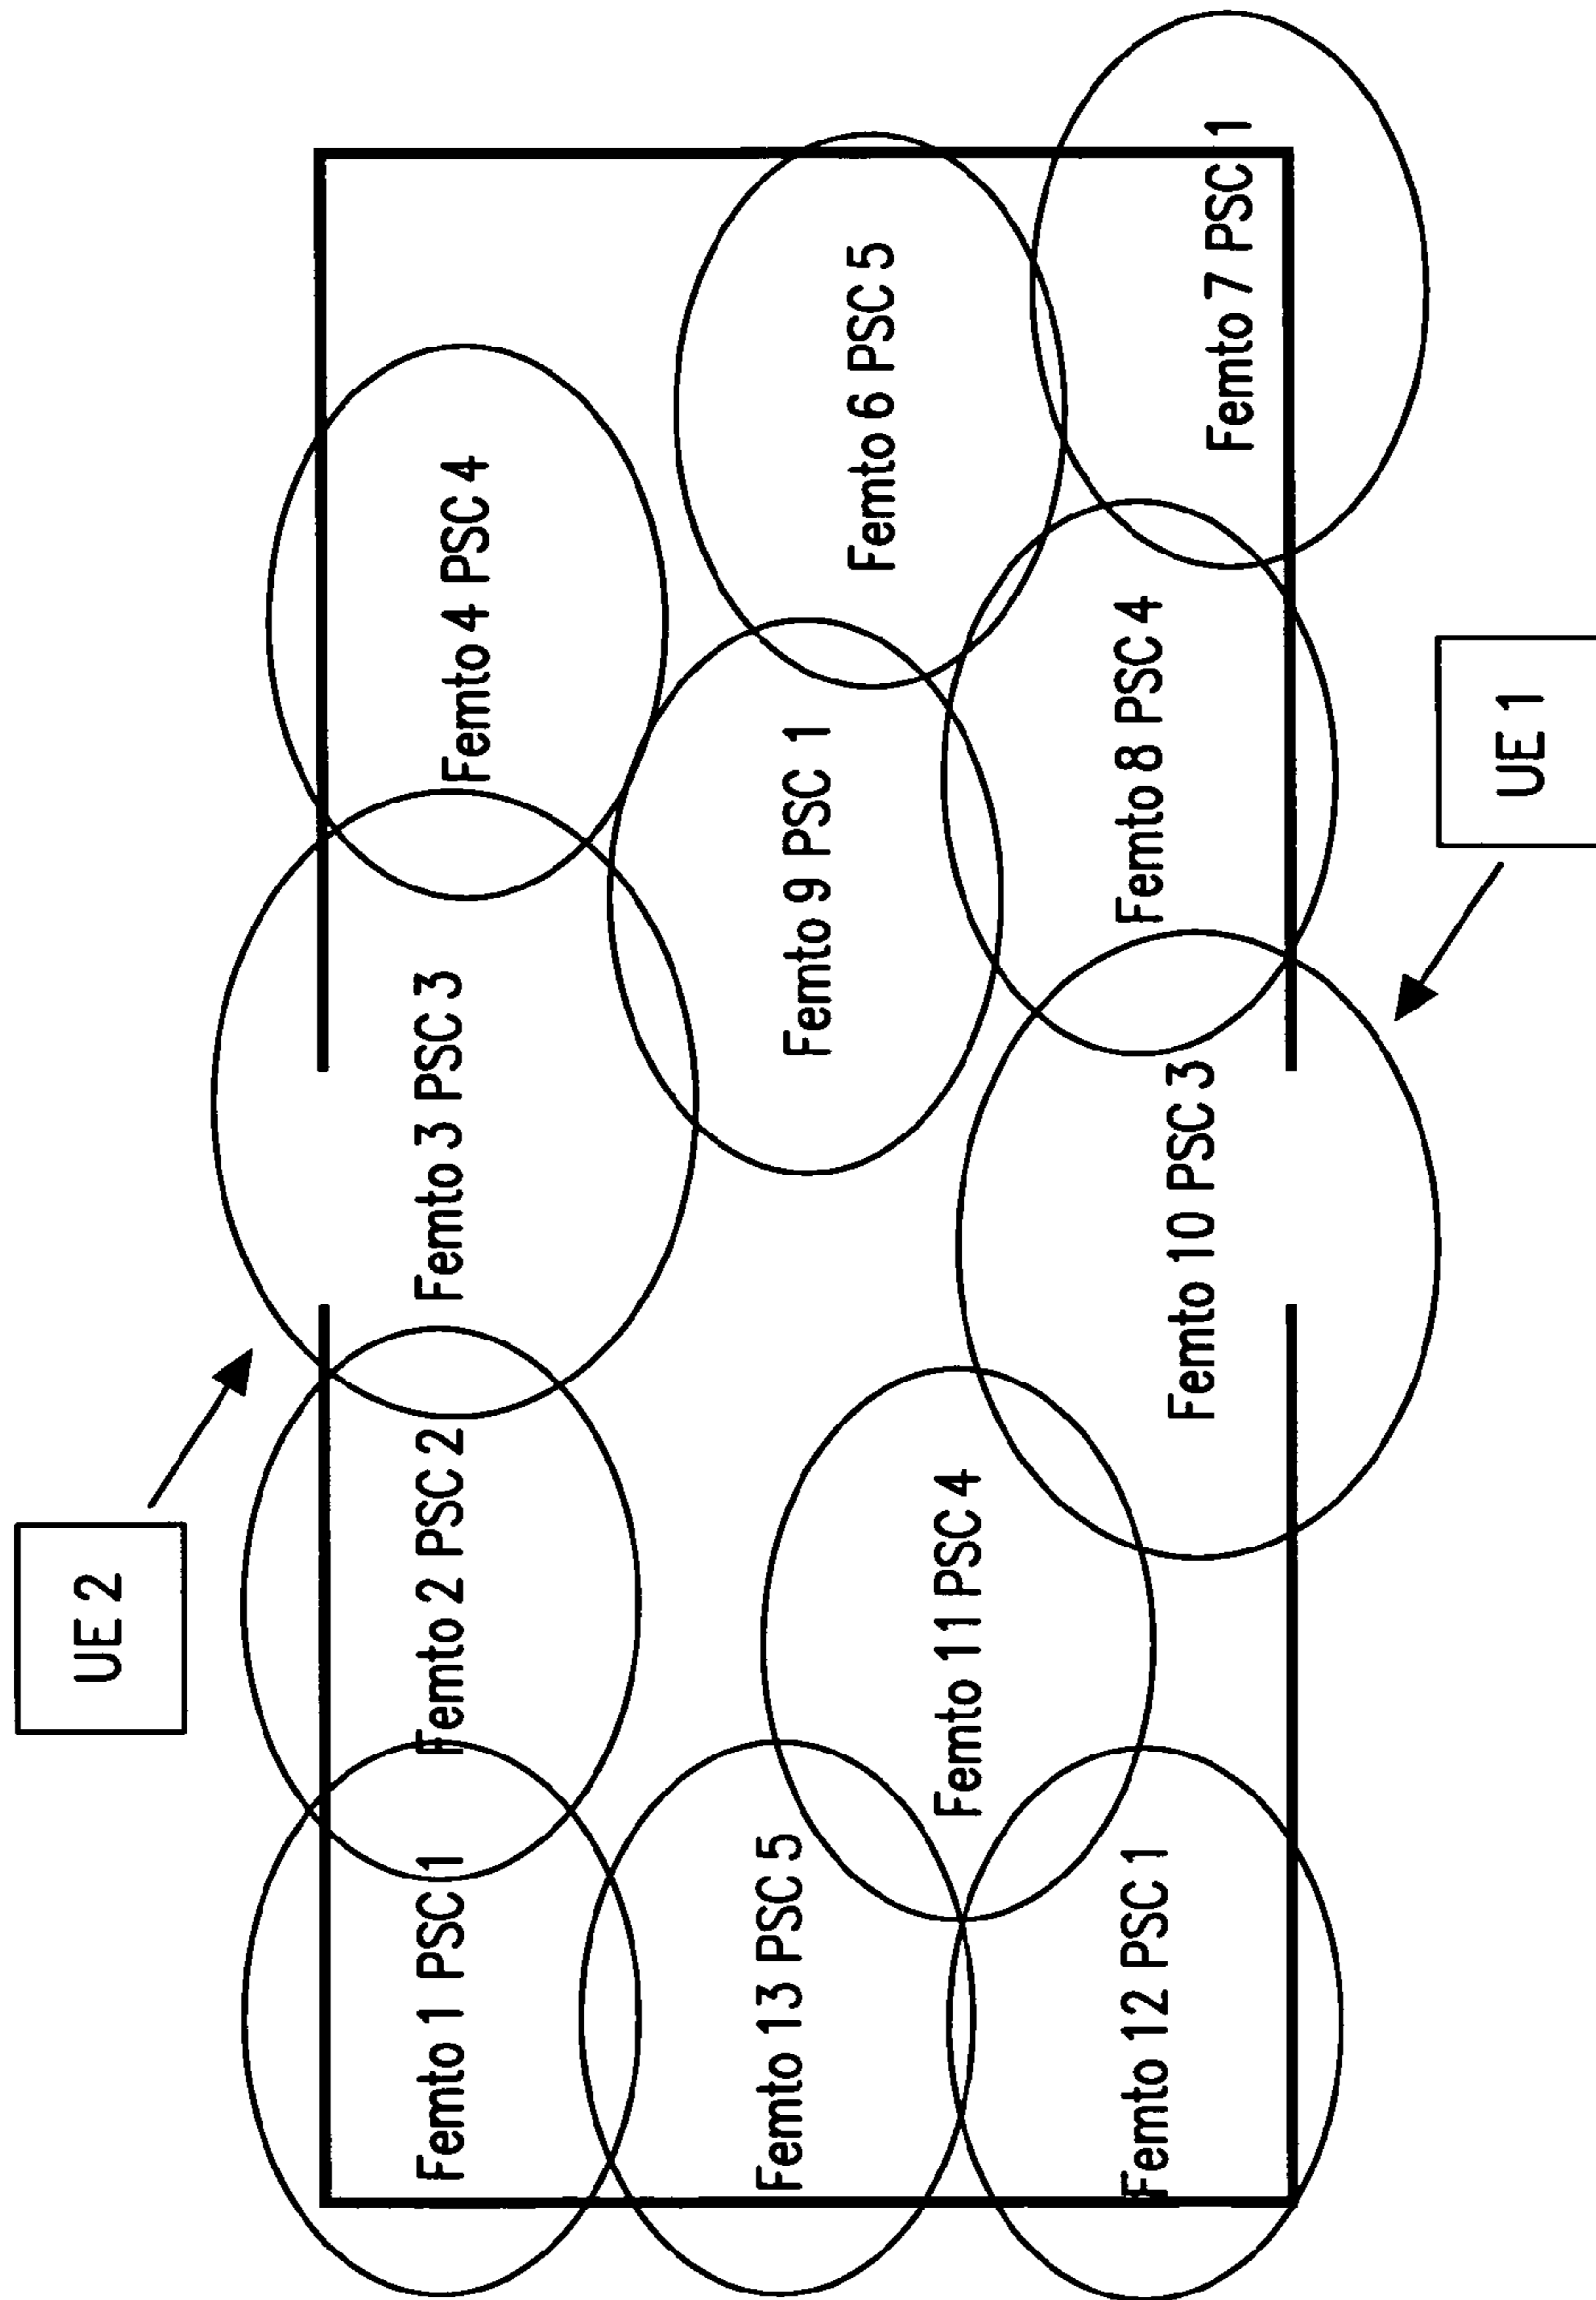 UE 2
Femto 1 PSC 1
Femto 2 PSC 2
Femto 3 PSC 3
Femto 4 PSC 4
Femto 13 PSC 5
Femto 9 PSC 1
Femto 6 PSC 5
Femto 11 PSC 4
Femto 12 PSC 1
Femto 10 PSC 3
Femto 8 PSC 4
Femto 7 PSC 1
UE 1